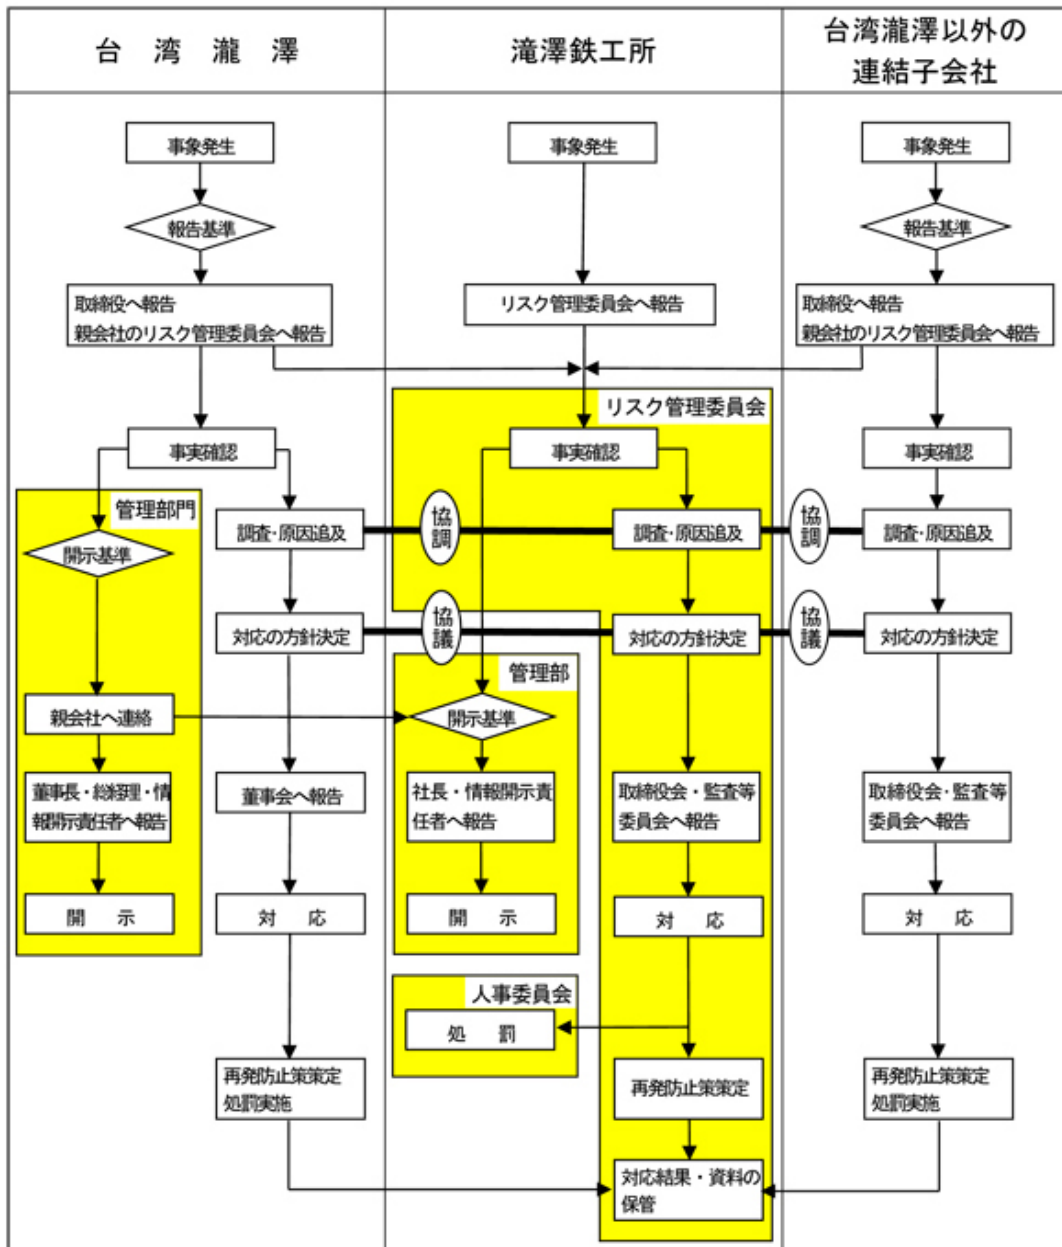 台 湾 瀧 澤
滝澤鉄工所
台湾瀧澤以外の
連結子会社
事象発生
事象発生
事象発生
報告基準
報告基準
取締役へ報告
親会社のリスク管理委員会へ報告
リスク管理委員会へ報告
取締役へ報告
親会社のリスク管理委員会へ報告
リスク管理委員会
事実確認
事実確認
事実確認
管理部門
開示基準
調査・原因追及
協調
調査・原因追及
協調
調査・原因追及
対応の方針決定
協議
対応の方針決定
協議
対応の方針決定
管理部
親会社へ連絡
開示基準
董事長・総経理・情
報開示責任者へ報告
董事会へ報告
社長・情報開示責
任者へ報告
取締役会・監査等
委員会へ報告
取締役会・監査等
委員会へ報告
開 示
対 応
開 示
対 応
対 応
人事委員会
処 罰
再発防止策策定
処罰実施
再発防止策策定
再発防止策策定
処罰実施
対応結果・資料の
保管